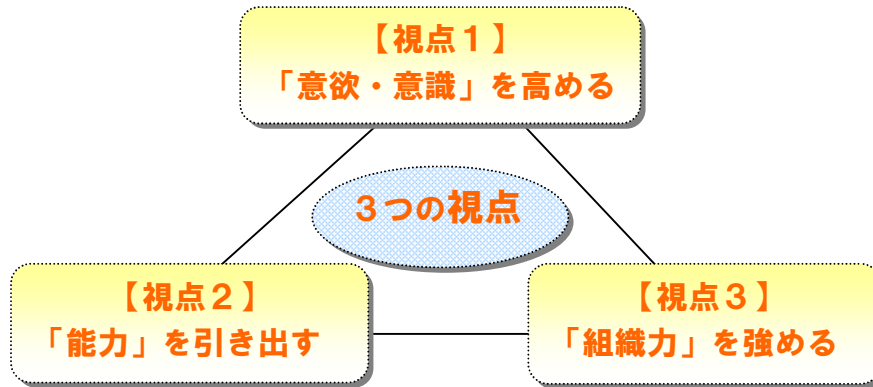 【視点１】
「意欲・意識」を高める
３つの視点
【視点２】
「能力」を引き出す
【視点３】
「組織力」を強める